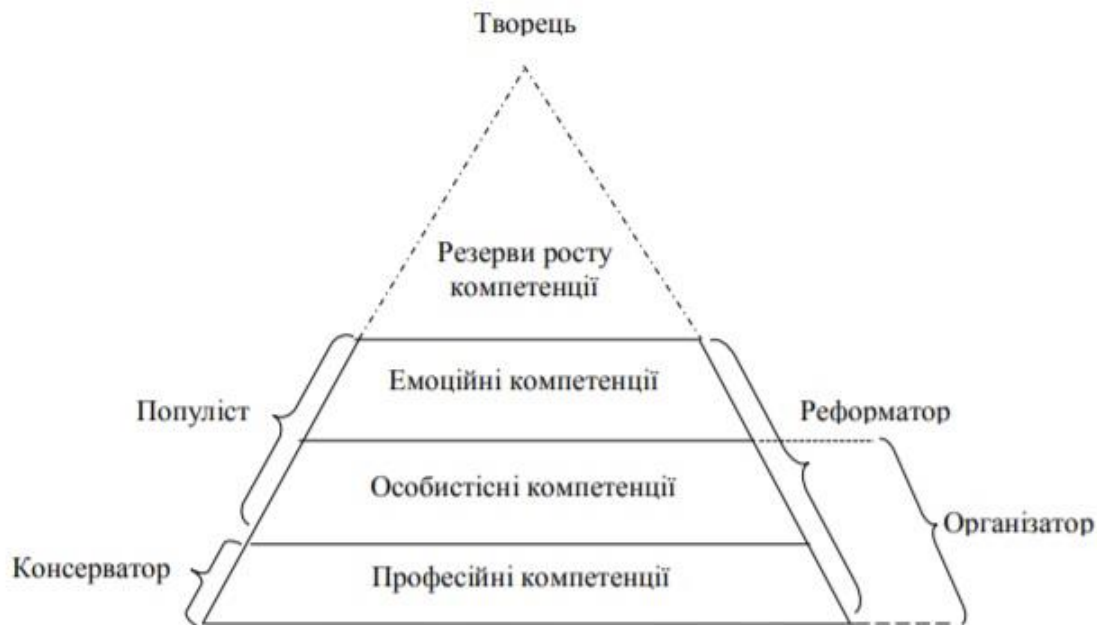 Творець
Резерви росту
компетенції
Емоційні компетенції
Популіст
Реформатор
Особистісні компетенції
Організатор
Консерватор
Професійні компетенції